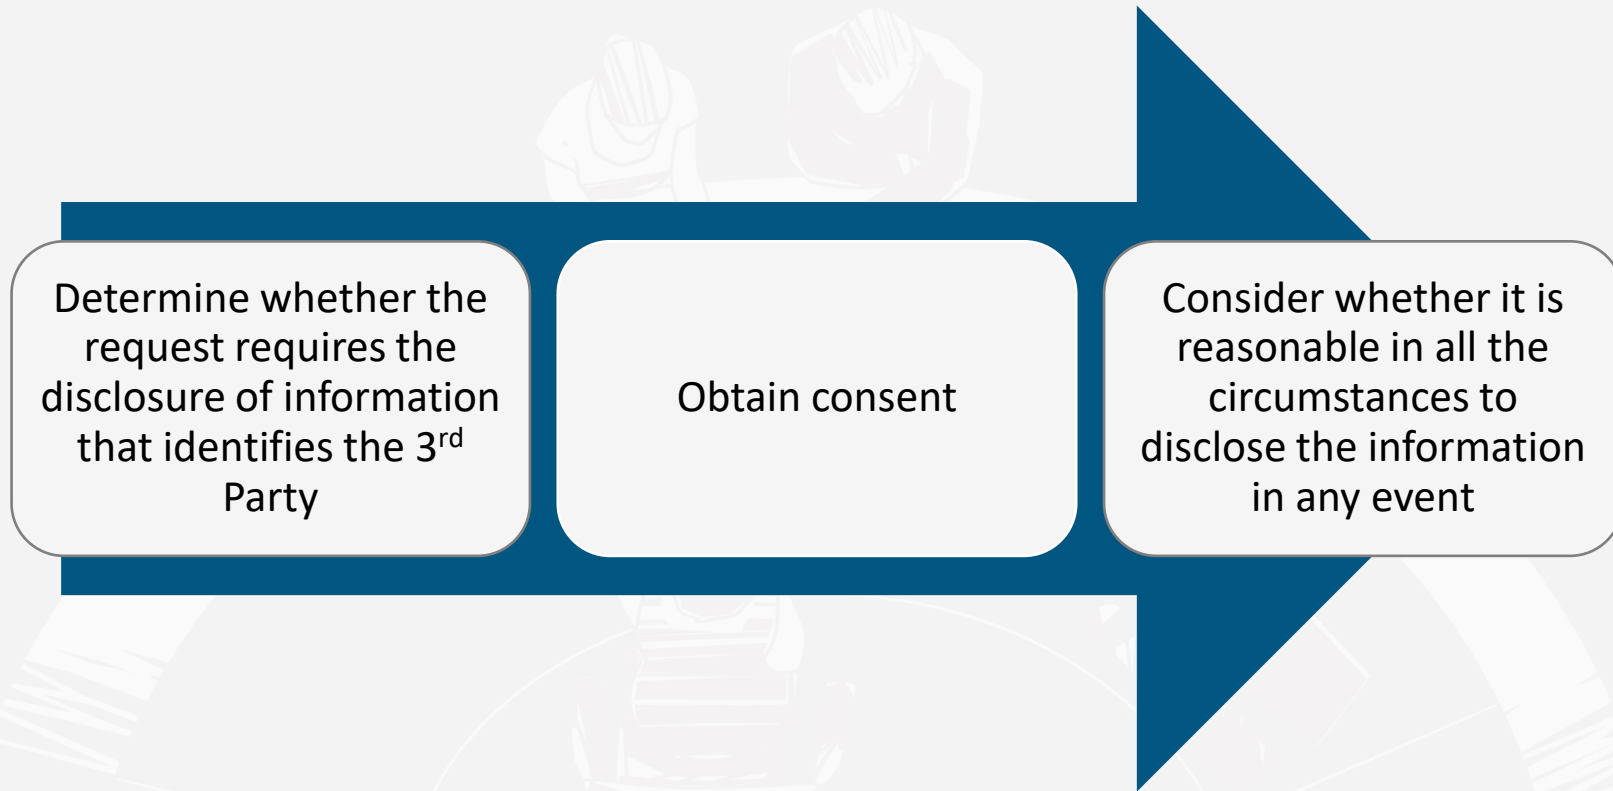 Determine whether the
request requires the
disclosure of information
that identifies the 3rd
Party
Obtain consent
Consider whether it is
reasonable in all the
circumstances to
disclose the information
in any event